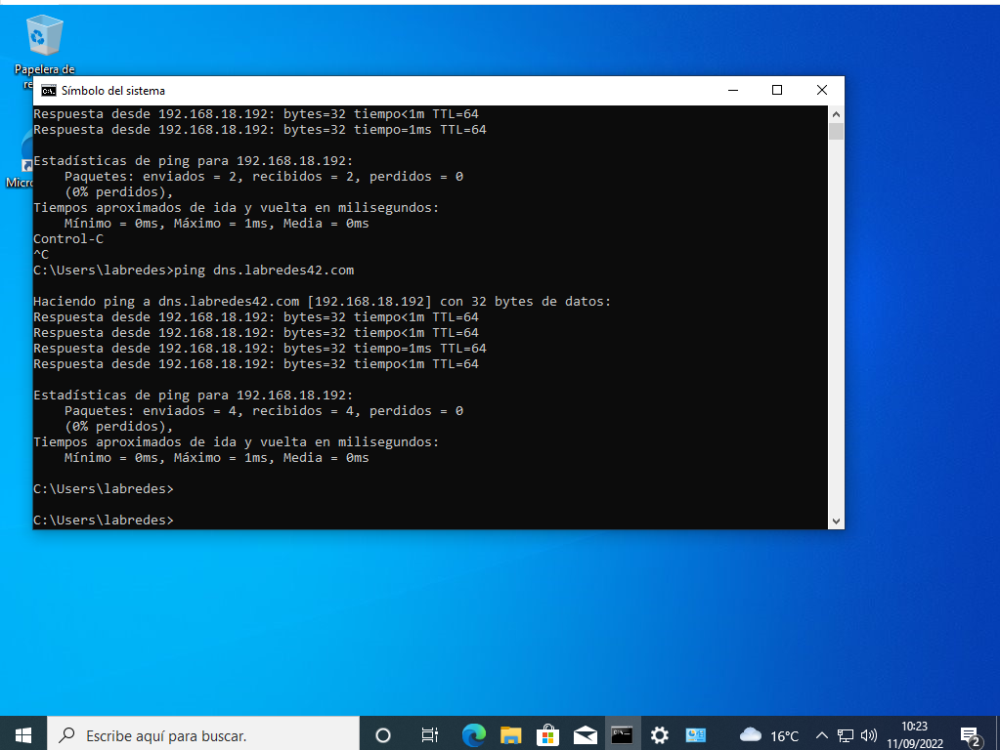 Papelera de
re
Micro
Símbolo del sistema
Respuesta desde 192.168.18.192: bytes=32 tiempo<1m TTL=64
Respuesta desde 192.168.18.192: bytes=32 tiempo=1ms TTL=64
Estadísticas de ping para 192.168.18.192:
Paquetes: enviados = 2, recibidos = 2, perdidos = 0
(0% perdidos),
Tiempos aproximados de ida y vuelta en milisegundos:
Mínimo = 0ms, Máximo = 1ms, Media = 0ms
Control-C
^C
C:\Users\labredes>ping dns.labredes42.com
Haciendo ping a dns.labredes42.com [192.168.18.192] con 32 bytes de datos:
Respuesta desde 192.168.18.192: bytes=32 tiempo<1m TTL=64
Respuesta desde 192.168.18.192: bytes=32 tiempo<1m TTL=64
Respuesta desde 192.168.18.192: bytes=32 tiempo=1ms TTL=64
Respuesta desde 192.168.18.192: bytes=32 tiempo<1m TTL=64
Estadísticas de ping para 192.168.18.192:
Paquetes: enviados = 4, recibidos = 4, perdidos = 0
(0% perdidos),
Tiempos aproximados de ida y vuelta en milisegundos:
Mínimo = 0ms, Máximo = 1ms, Media = 0ms
C:\Users\labredes>
C:\Users\labredes>
Escribe aquí para buscar.
16°C
10:23
11/09/2022
2